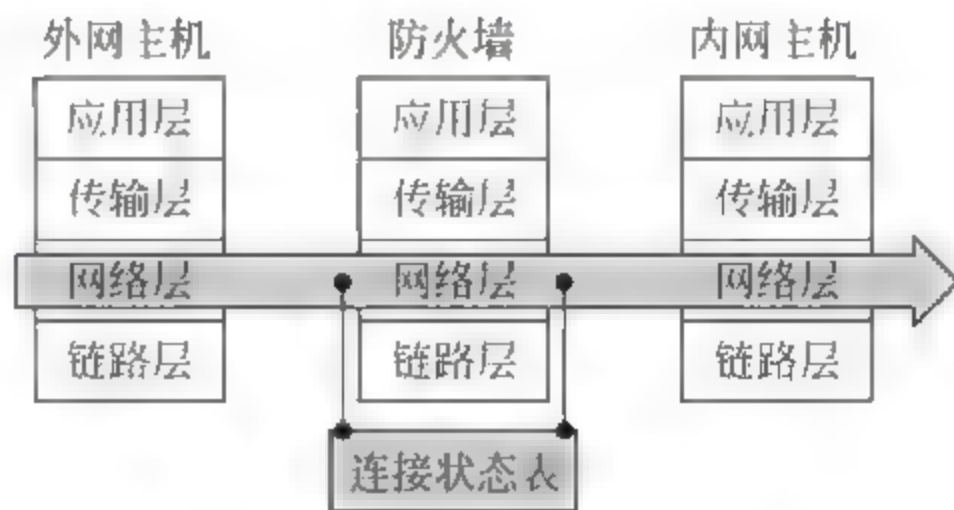 外网主机 防火墙 内网主机
应用层 应用层 应用层
传输层 传输层 传输层
网络层 网络层 网络层
链路层 链路层 链路层
连接状态表